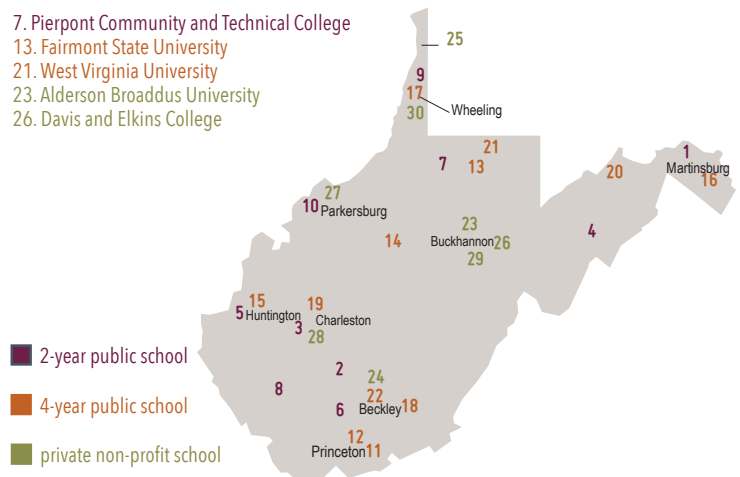 7. Pierpont Community and Technical College
13. Fairmont State University
21. West Virginia University
23. Alderson Broaddus University
26. Davis and Elkins College
25
9
17
Wheeling
30
21
7
13
1
Martinsburg
16
20
27
10
Parkersburg
23
4
14
Buckhannon
26
29
15
19
5
Huntington
Charleston
3
28
2-year public school
2
24
8
22
4-year public school
6
Beckley
18
12
private non-profit school
Princeton
11